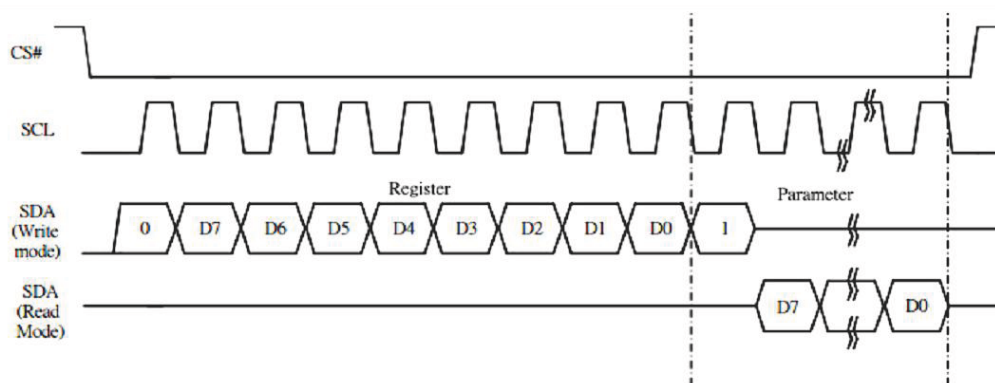 CS#
SCL
Register
Parameter
SDA
(Write
mode)
0 D7 D6 D5 D4 D3 D2 D1 D0 1
SDA
(Read
Mode)
D7 D0